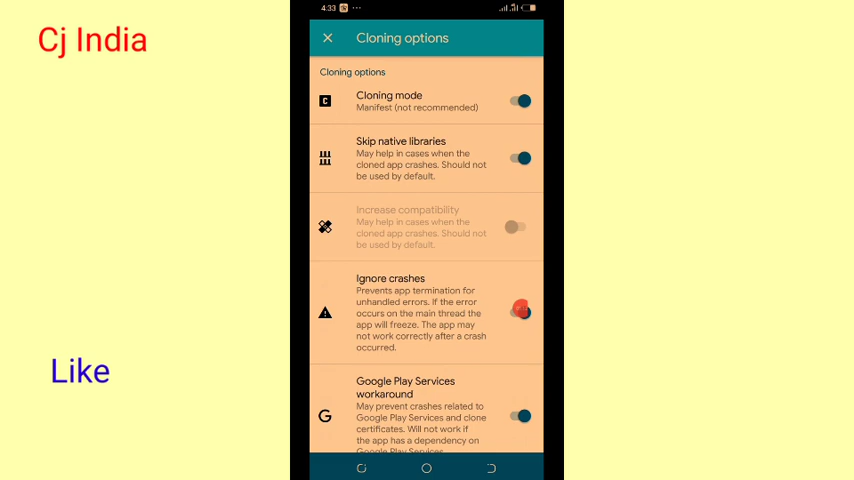 Cj India
Like
4:33
Cloning options
Cloning options
C
Cloning mode
Manifest (not recommended)
Skip native libraries
May help in cases when the
cloned app crashes. Should not
be used by default.
Increase compatibility
May help in cases when the
cloned app crashes. Should not
be used by default.
Ignore crashes
Prevents app termination for
unhandled errors. If the error
occurs on the main thread the
app will freeze. The app may
not work correctly after a crash
occurred.
G
Google Play Services
workaround
May prevent crashes related to
Google Play Services and clone
certificates. Will not work if
the app has a dependency on
Google Play Services